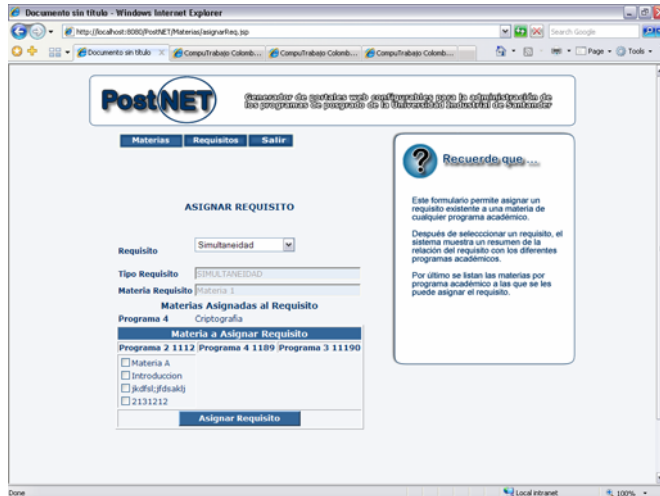 Documento sin título - Windows Internet Explorer
http://localhost:8080/PostNET/Materias/asignarReq.jsp
Search Google
Documento sin título
CompuTrabajo Colomb...
CompuTrabajo Colomb...
CompuTrabajo Colomb...
Page
Tools
PostNET
Generador de portales web configurables para la administración de
los programas de posgrado de la Universidad Industrial de Santander
Materias
Requisitos
Salir
ASIGNAR REQUISITO
Requisito
Simultaneidad
Tipo Requisito
SIMULTANEIDAD
Materia Requisito
Materia 1
Materias Asignadas al Requisito
Programa 4
Criptografia
Materia a Asignar Requisito
Programa 2 1112
Programa 4 1189
Programa 3 11190
Materia A
Introduccion
jkdfsl;jfdsaklj
2131212
Asignar Requisito
?
Recuerde que....
Este formulario permite asignar un
requisito existente a una materia de
cualquier programa académico.
Después de selecccionar un requisito, el
sistema muestra un resumen de la
relación del requisito con los diferentes
programas académicos.
Por último se listan las materias por
programa académico a las que se les
puede asignar el requisito.
Done
Local intranet
100%